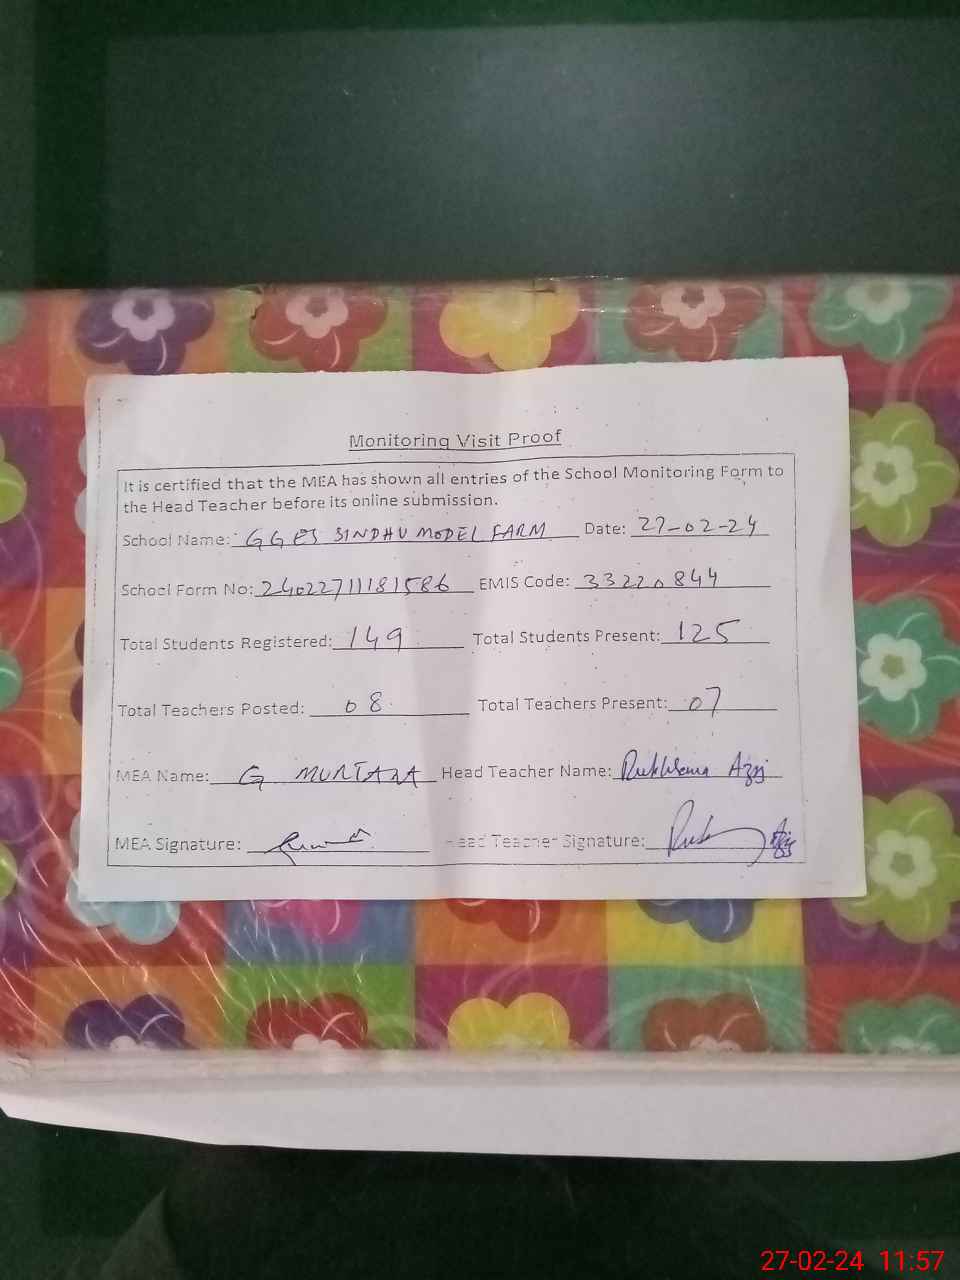 Monitoring Visit Proof
It is certified that the MEA has shown all entries of the School Monitoring Form to
the Head Teacher before its online submission.
School Name: GGES SINDHU MODEL FARM Date: 27-02-24
School Form No: 24022711181586 EMIS Code: 33220844
Total Students Registered: 149 Total Students Present: 125
Total Teachers Posted: 08 Total Teachers Present: 07
MEA Name: G MURTAZA Head Teacher Name: Rukhsana Aziz
MEA Signature: Head Teacher Signature:
27-02-24 11:57